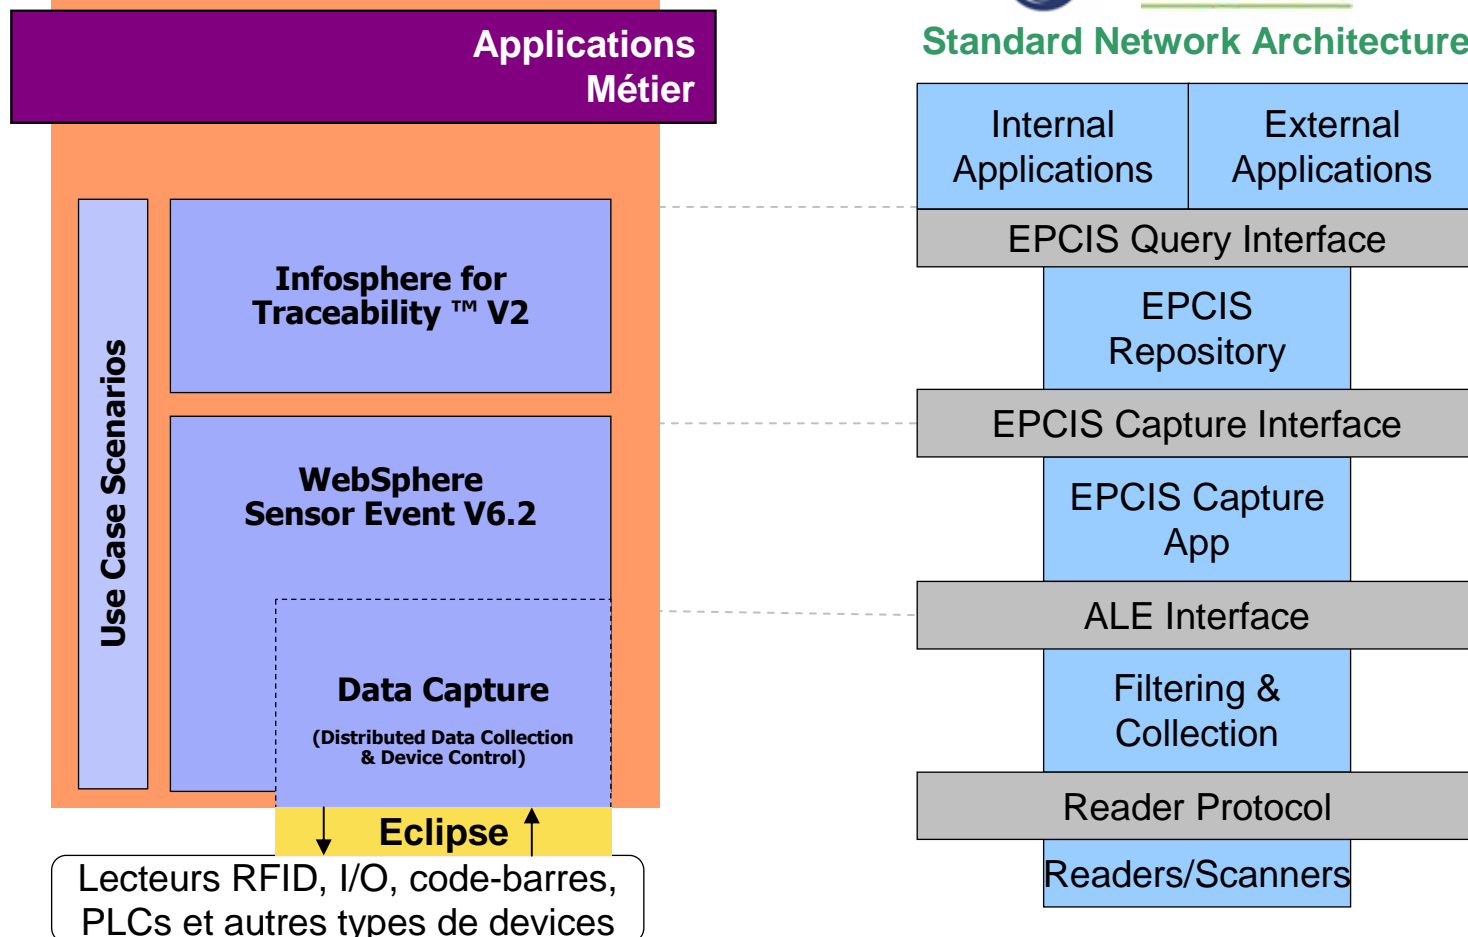 Applications
Métier
Use Case Scenarios
Infosphere for
Traceability ™ V2
WebSphere
Sensor Event V6.2
Data Capture
(Distributed Data Collection
& Device Control)
Eclipse
Lecteurs RFID, I/O, code-barres,
PLCs et autres types de devices
Standard Network Architecture
Internal
Applications
External
Applications
EPCIS Query Interface
EPCIS
Repository
EPCIS Capture Interface
EPCIS Capture
App
ALE Interface
Filtering &
Collection
Reader Protocol
Readers/Scanners